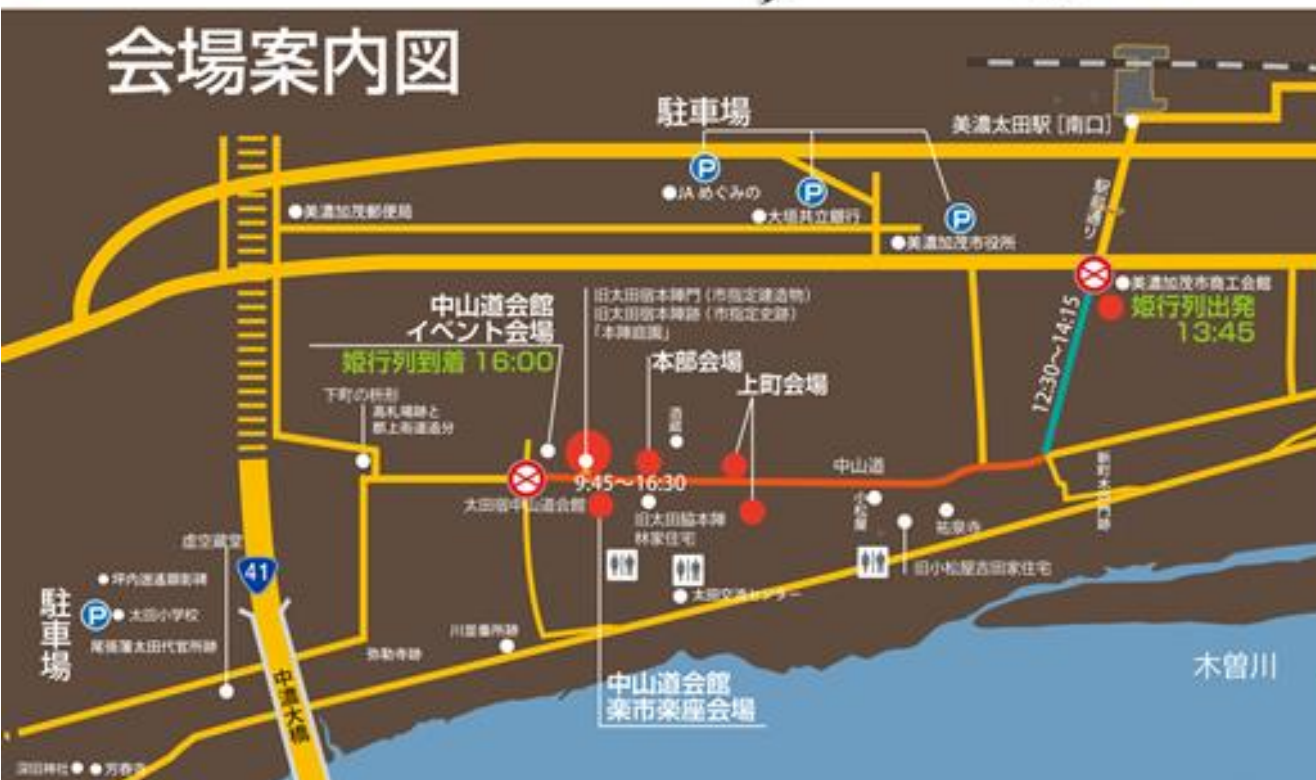 会場案内図
駐車場
美濃太田駅[南口]
JAめぐみの
大垣共立銀行
美濃加茂市役所
美濃加茂郵便局
駅前通り
美濃加茂市商工会館
姫行列出発
13:45
12:30〜14:15
中山道会館
イベント会場
姫行列到着 16:00
旧太田宿本陣門(市指定建造物)
旧太田宿本陣跡(市指定史跡)
「本陣庭園」
本部会場
上町会場
下町の枡形
高札場跡と
郡上街道追分
酒蔵
中山道
9:45〜16:30
太田宿中山道会館
旧太田脇本陣
林家住宅
小松屋
祐泉寺
新町木戸門跡
旧小松屋吉田家住宅
太田交流センター
虚空蔵堂
41
坪内逍遙顕彰碑
駐車場
太田小学校
尾張藩太田代官所跡
弥勒寺跡
川並番所跡
中濃大橋
中山道会館
楽市楽座会場
木曽川
深田神社
芳春寺